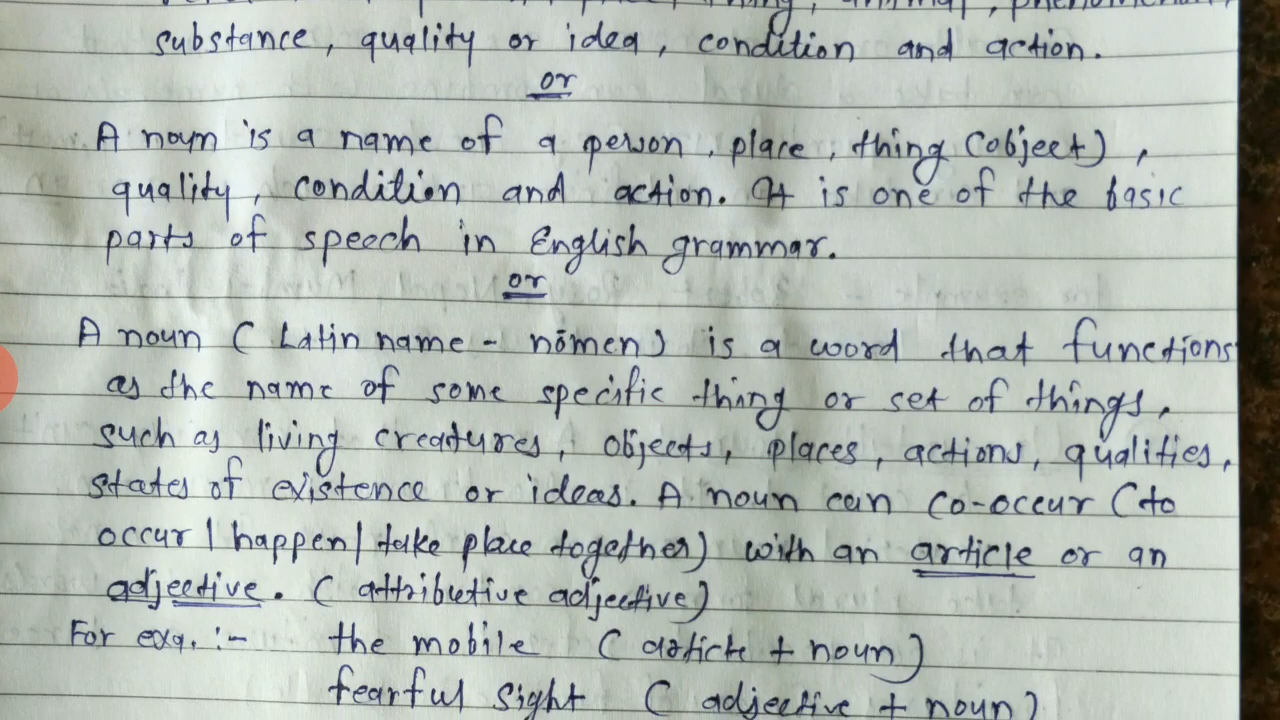 substance, quality or idea, condition and action.
or
A noun is a name of a person, place, thing (object),
quality, condition and action. It is one of the basic
parts of speech in English grammar.
or
A noun ( Latin name - nōmen) is a word that functions
as the name of some specific thing or set of things,
such as living creatures, objects, places, actions, qualities,
states of existence or ideas. A noun can co-occur (to
occur / happen / take place together) with an article or an
adjective. ( attributive adjective)
For exa. :- the mobile ( article + noun )
fearful sight ( adjective + noun )